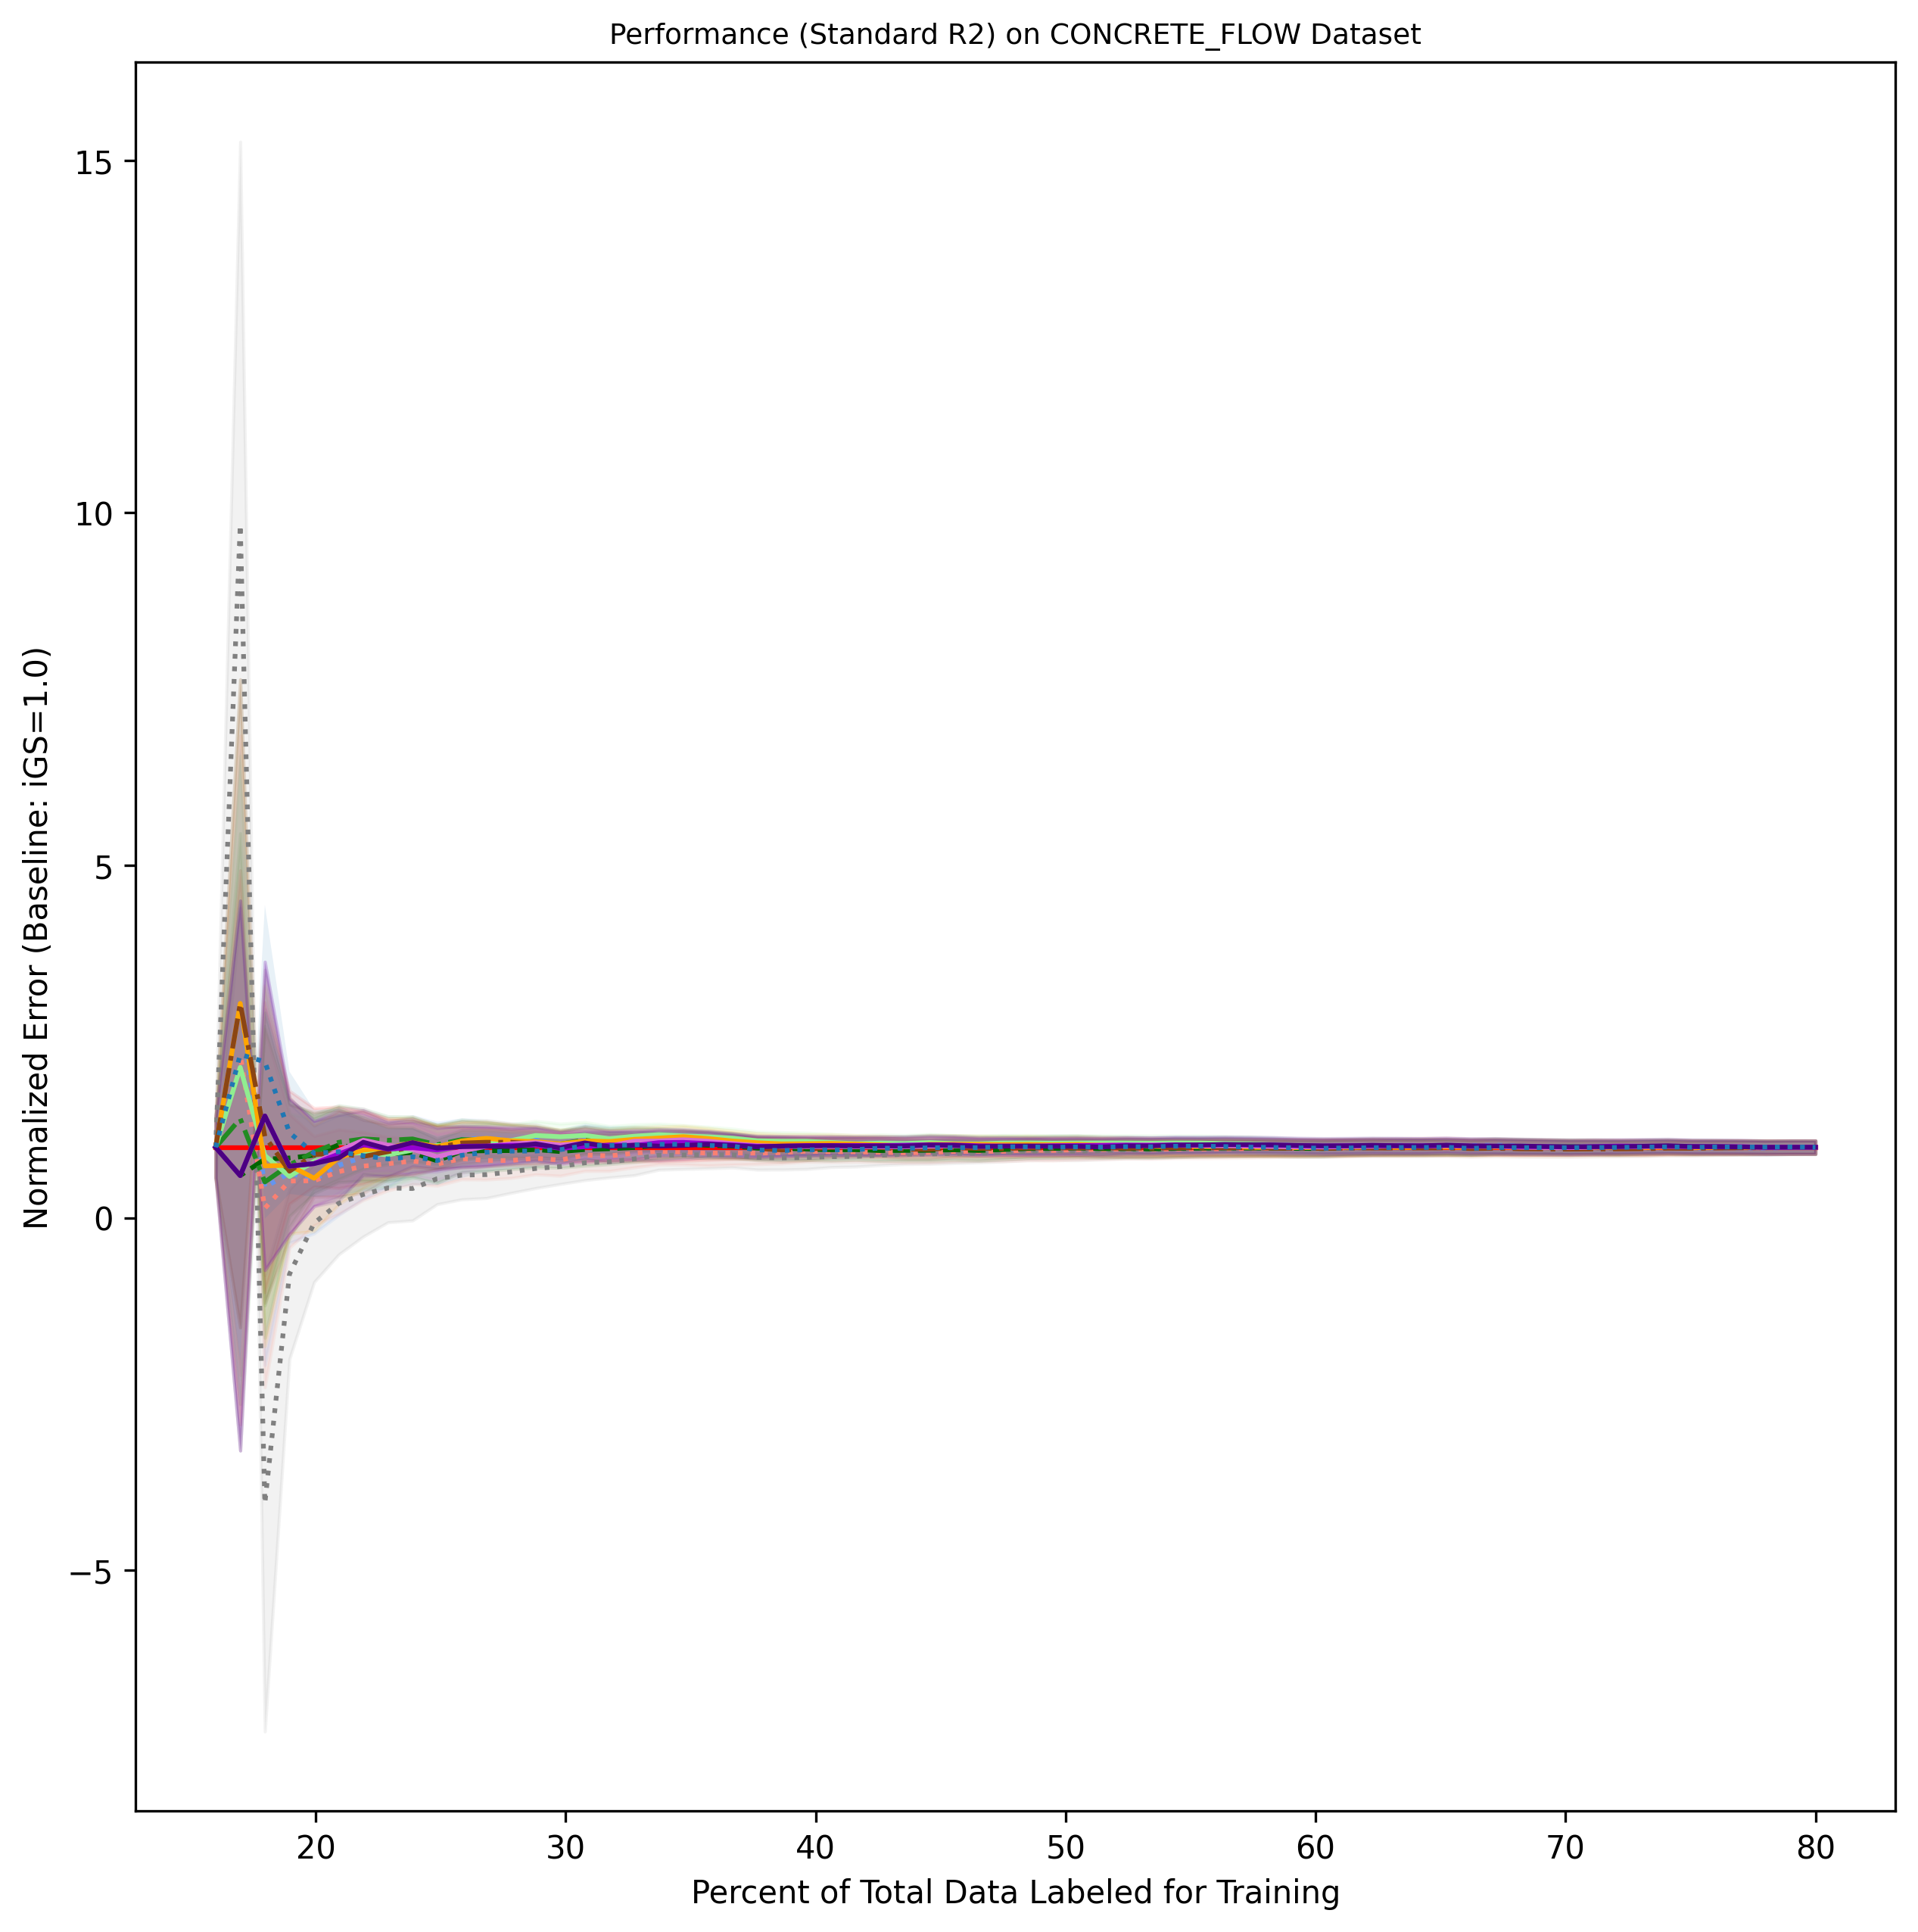 Performance (Standard R2) on CONCRETE_FLOW Dataset
Normalized Error (Baseline: iGS=1.0)
15
10
5
0
−5
20 30 40 50 60 70 80
Percent of Total Data Labeled for Training